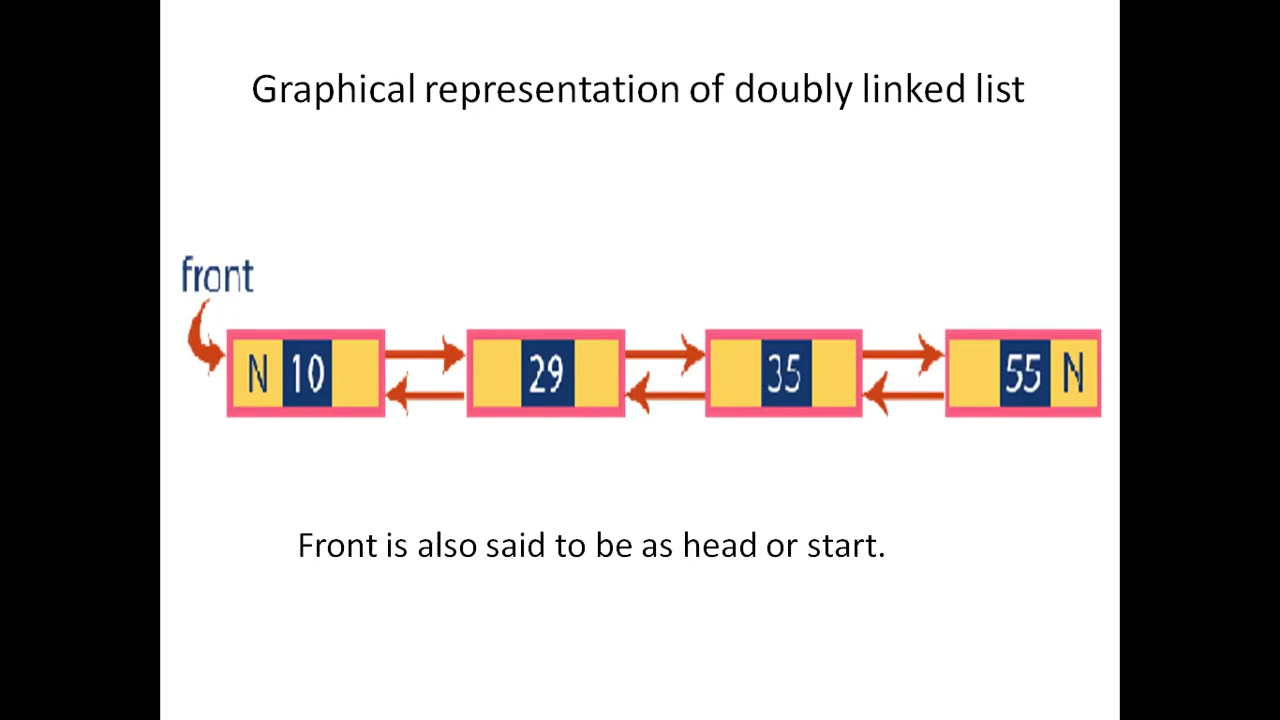 Graphical representation of doubly linked list
front
N 10 29 35 55 N
Front is also said to be as head or start.